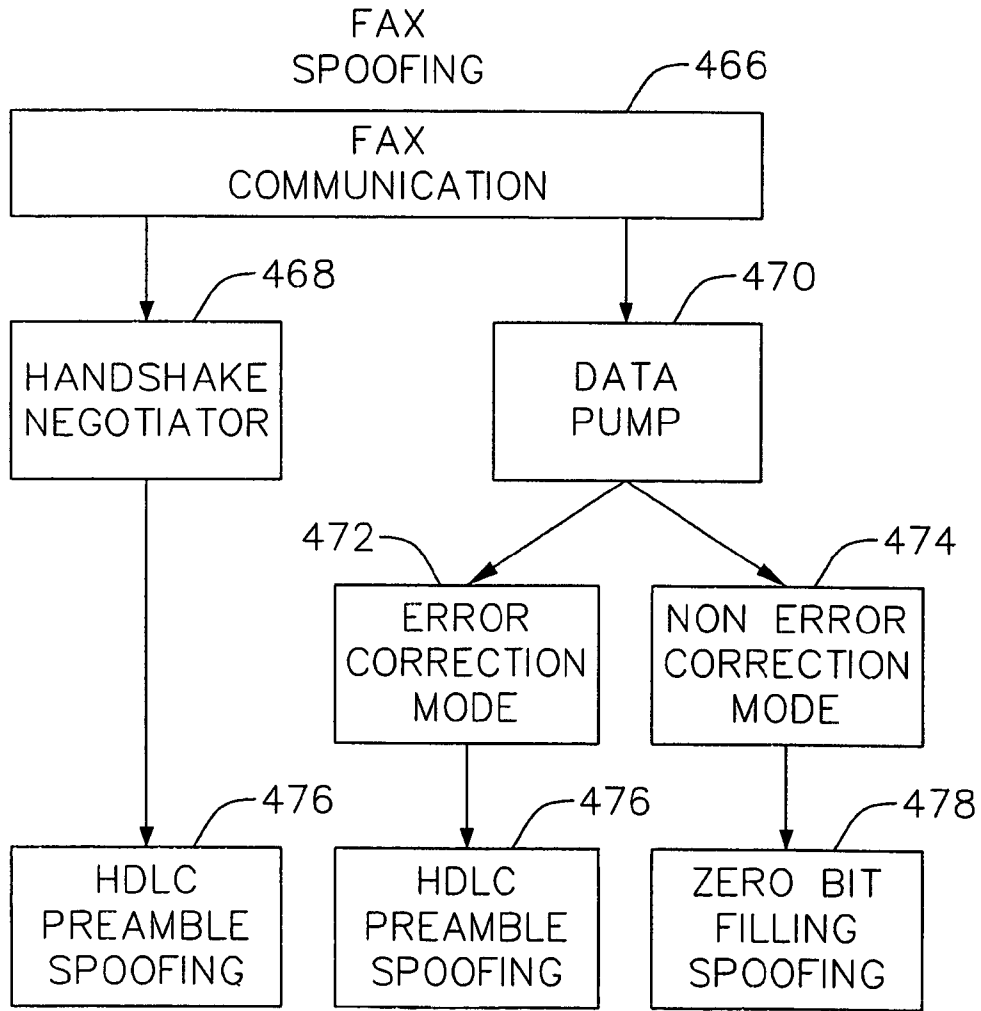 FAX
SPOOFING
466
FAX
COMMUNICATION
468
470
HANDSHAKE
NEGOTIATOR
DATA
PUMP
472
474
ERROR
CORRECTION
MODE
NON ERROR
CORRECTION
MODE
476
476
478
HDLC
PREAMBLE
SPOOFING
HDLC
PREAMBLE
SPOOFING
ZERO BIT
FILLING
SPOOFING